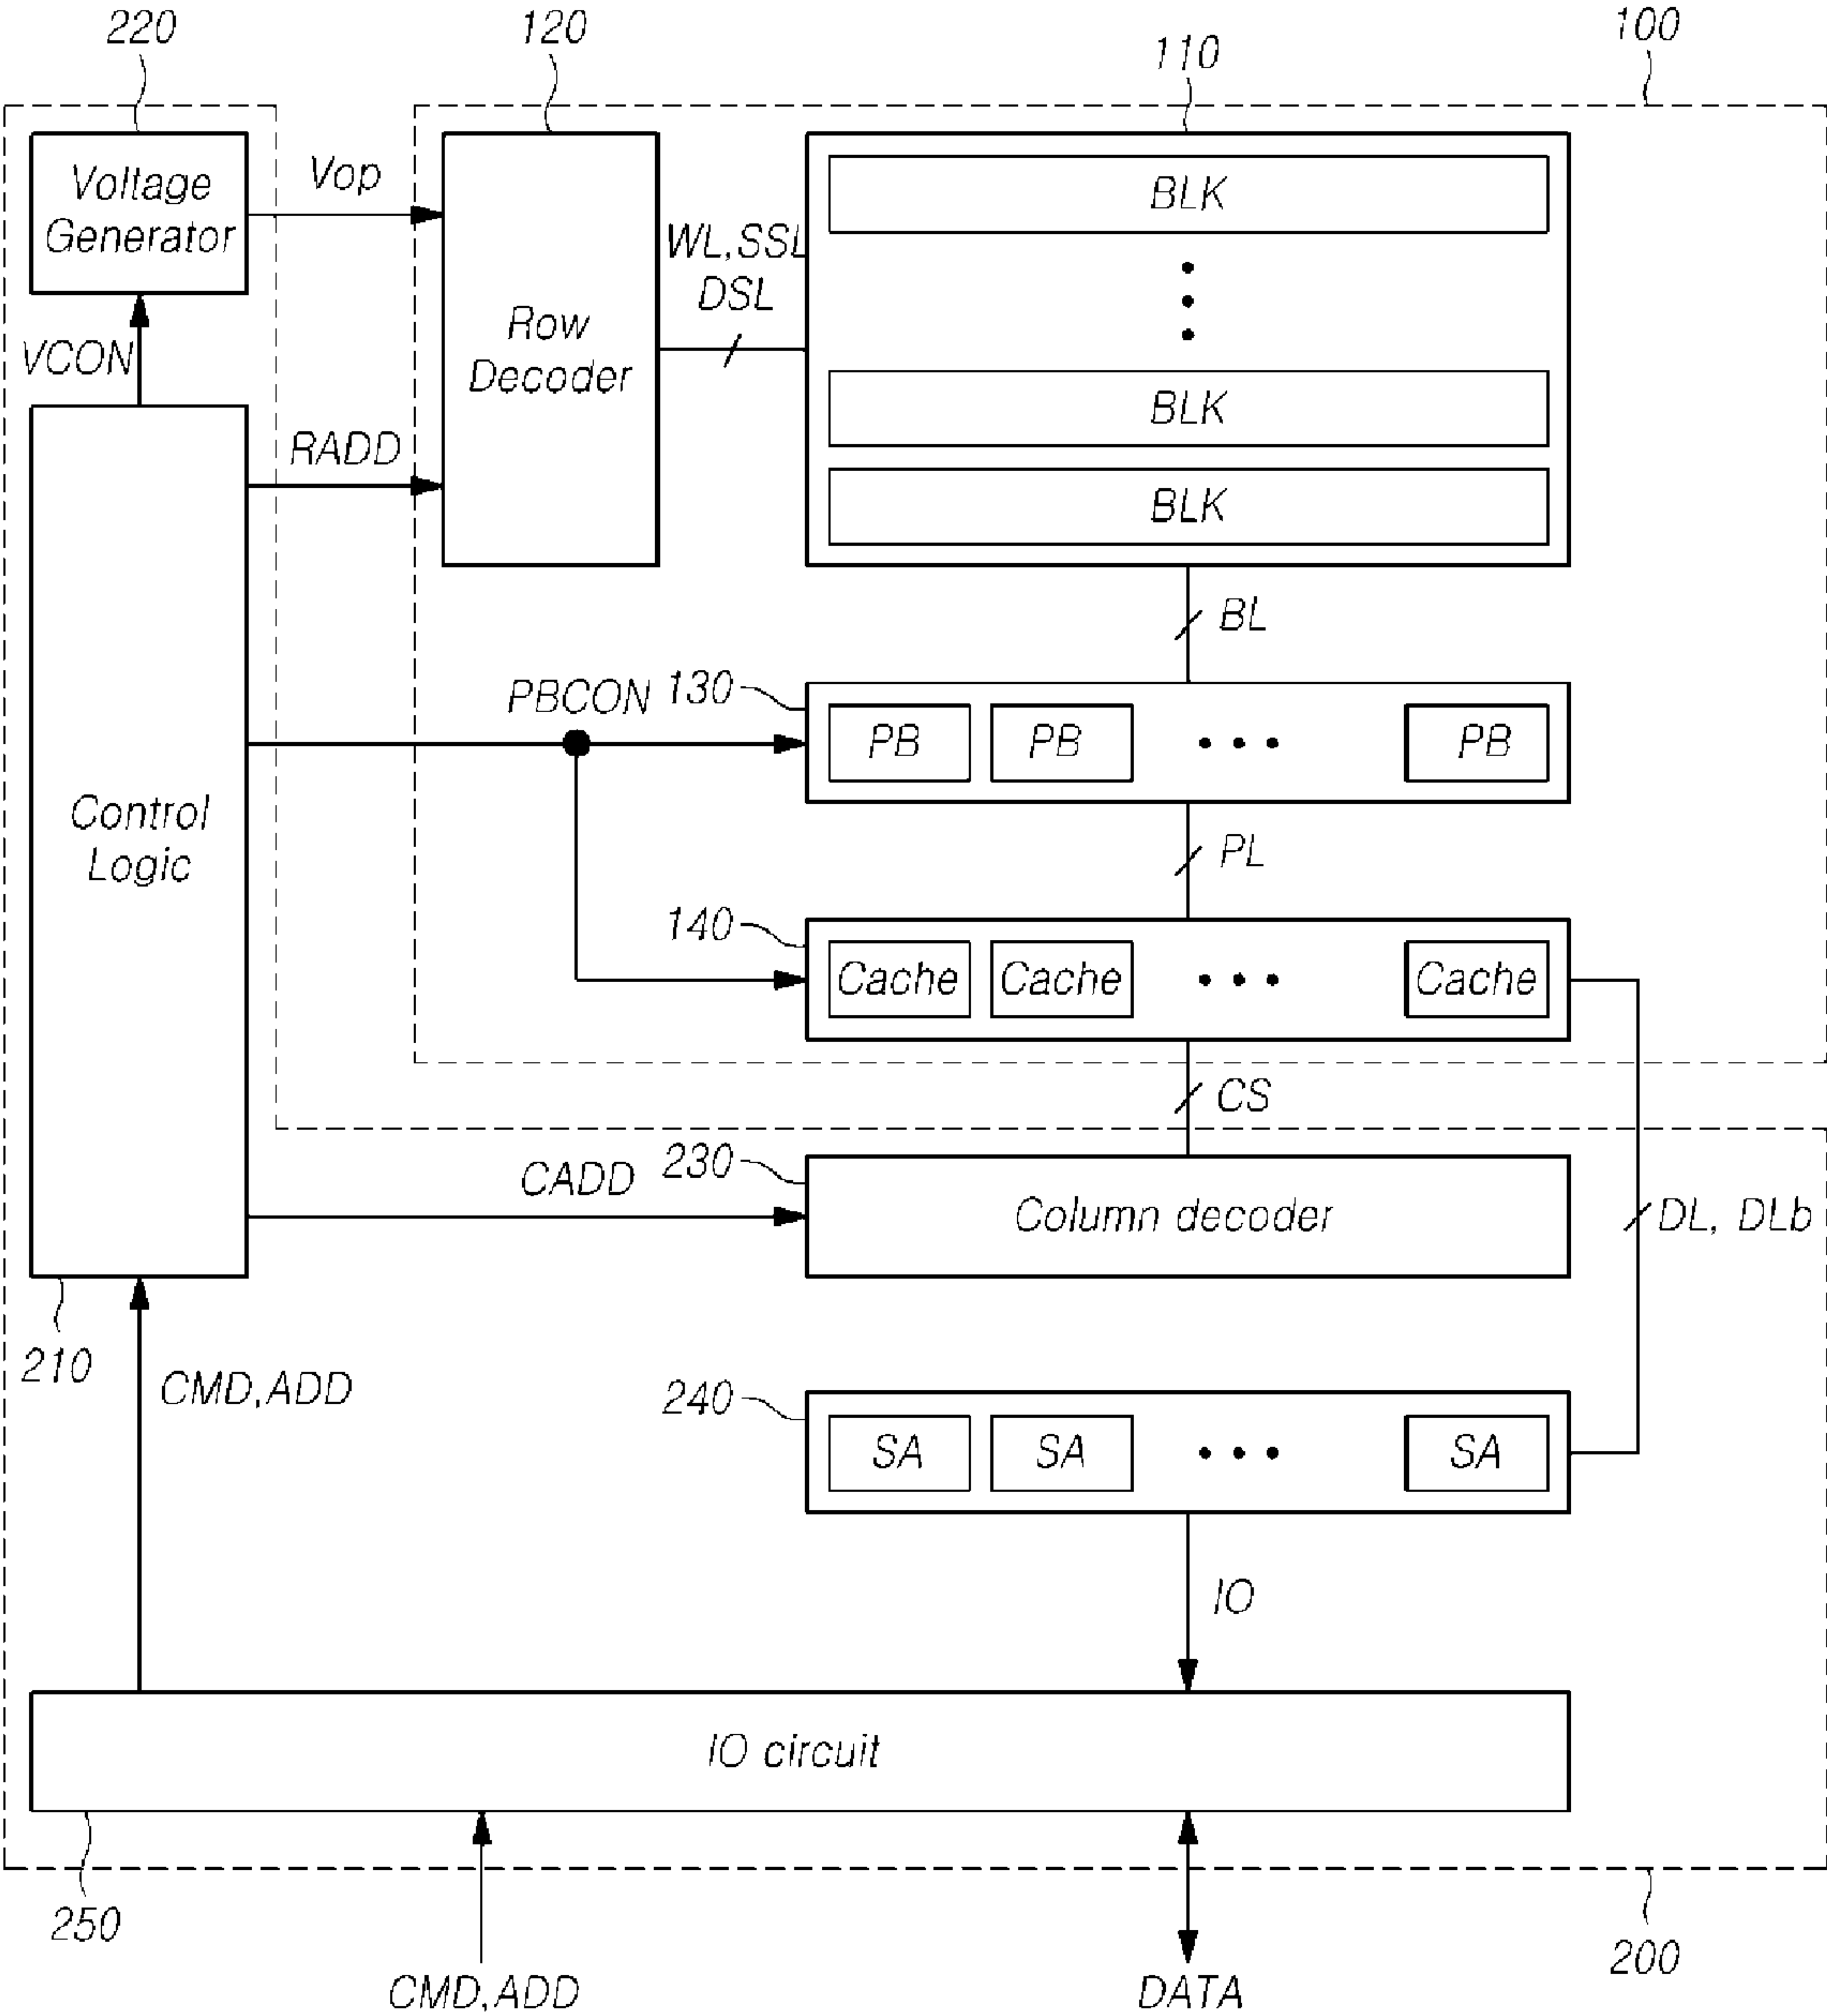 220
120
110
100
Voltage
Generator
Vop
BLK
WL,SSL
DSL
Row
Decoder
VCON
BLK
RADD
BLK
BL
PBCON
130
PB
PB
PB
Control
Logic
PL
140
Cache
Cache
Cache
CS
230
CADD
Column decoder
DL, DLb
210
CMD,ADD
240
SA
SA
SA
IO
IO circuit
250
200
CMD,ADD
DATA